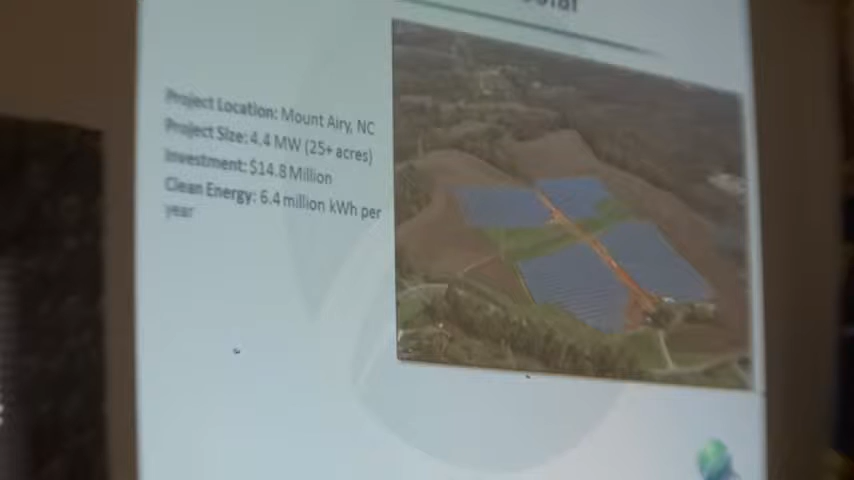 Project Location: Mount Airy, NC
Project Size: 4.4 MW (25+ acres)
Investment: $14.8 Million
Clean Energy: 6.4 million kWh per
year